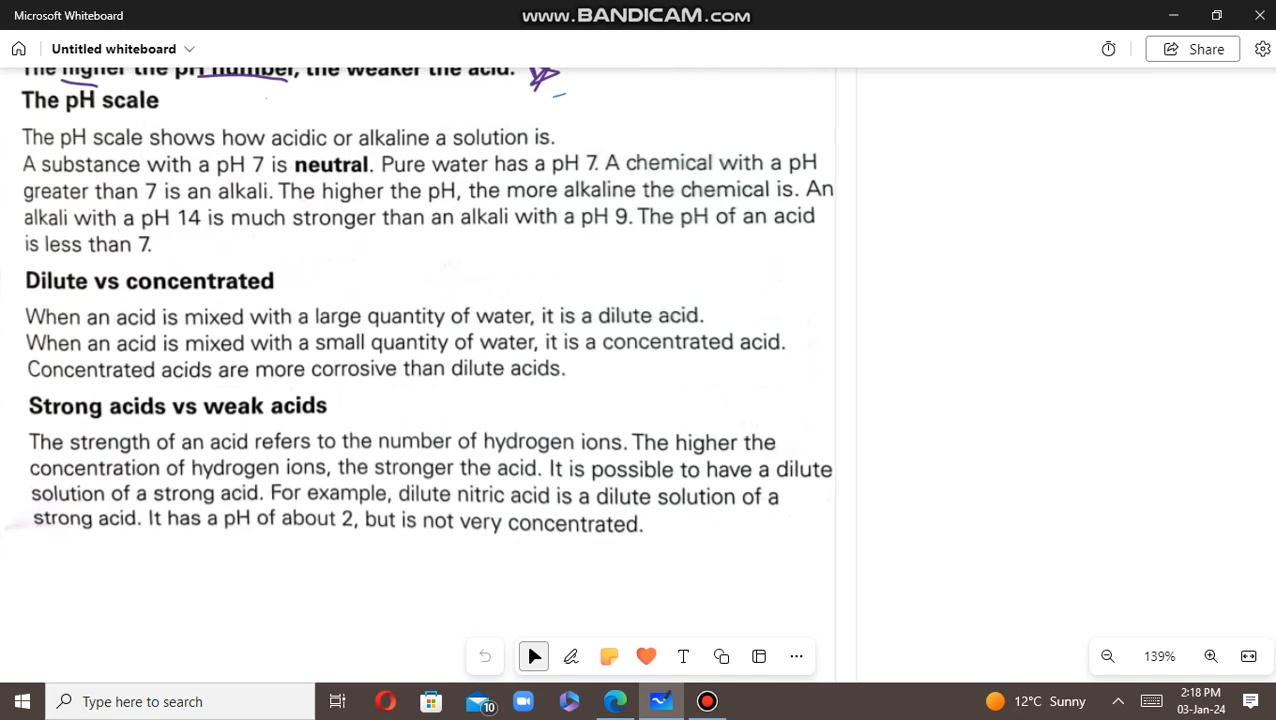 Microsoft Whiteboard
www.BANDICAM.com
Untitled whiteboard
Share
The higher the pH number, the weaker the acid.
The pH scale
The pH scale shows how acidic or alkaline a solution is.
A substance with a pH 7 is neutral. Pure water has a pH 7. A chemical with a pH
greater than 7 is an alkali. The higher the pH, the more alkaline the chemical is. An
alkali with a pH 14 is much stronger than an alkali with a pH 9. The pH of an acid
is less than 7.
Dilute vs concentrated
When an acid is mixed with a large quantity of water, it is a dilute acid.
When an acid is mixed with a small quantity of water, it is a concentrated acid.
Concentrated acids are more corrosive than dilute acids.
Strong acids vs weak acids
The strength of an acid refers to the number of hydrogen ions. The higher the
concentration of hydrogen ions, the stronger the acid. It is possible to have a dilute
solution of a strong acid. For example, dilute nitric acid is a dilute solution of a
strong acid. It has a pH of about 2, but is not very concentrated.
T
139%
Type here to search
10
12°C Sunny
2:18 PM
03-Jan-24